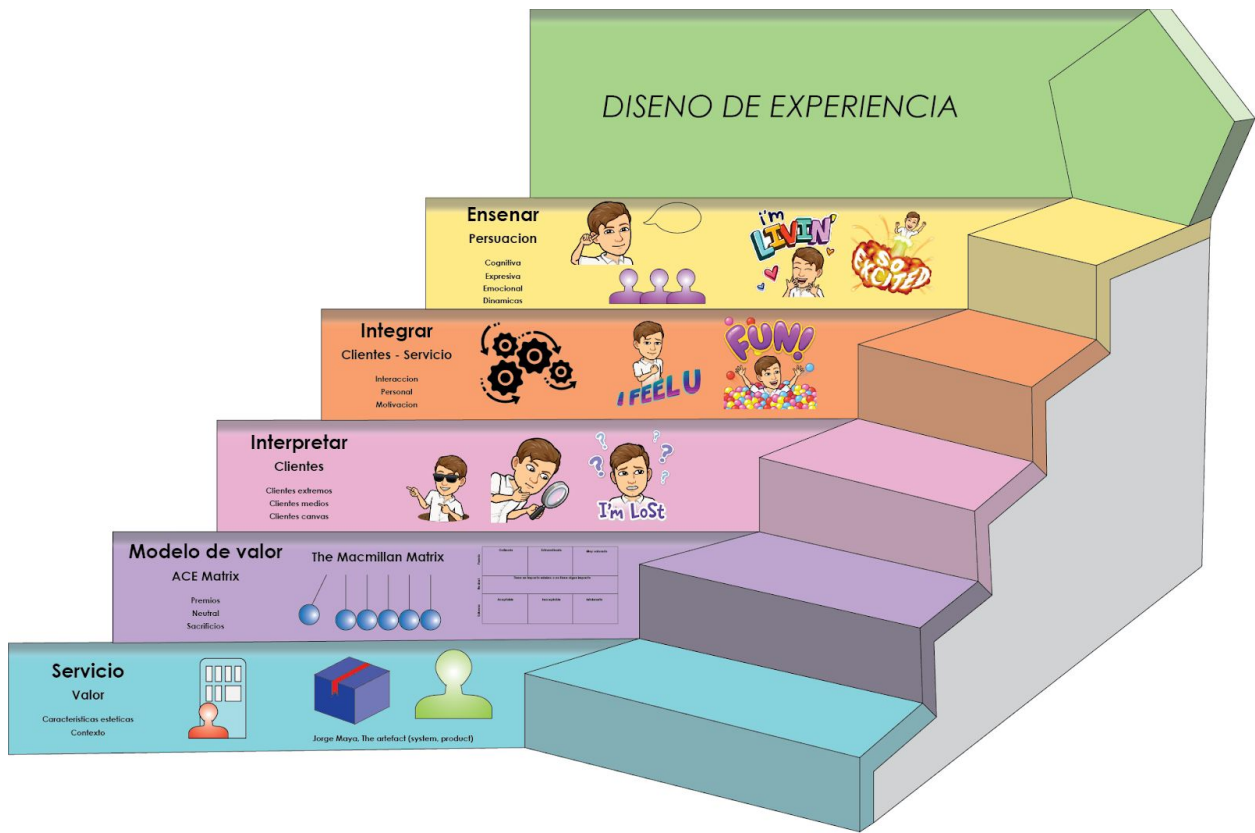 DISENO DE EXPERIENCIA
Ensenar
Persuacion
Cognitiva
Expresiva
Emocional
Dinamicas
i'm
LIVIN'
SO
EXCITED
Integrar
Clientes - Servicio
Interaccion
Personal
Motivacion
I FEEL U
FUN!
Interpretar
Clientes
Clientes extremos
Clientes medios
Clientes canvas
I'm LoSt
Modelo de valor
ACE Matrix
Premios
Neutral
Sacrificios
The Macmillan Matrix
Servicio
Valor
Caracteristicas esteticas
Contexto
Jorge Maya. The artefact (system, product)